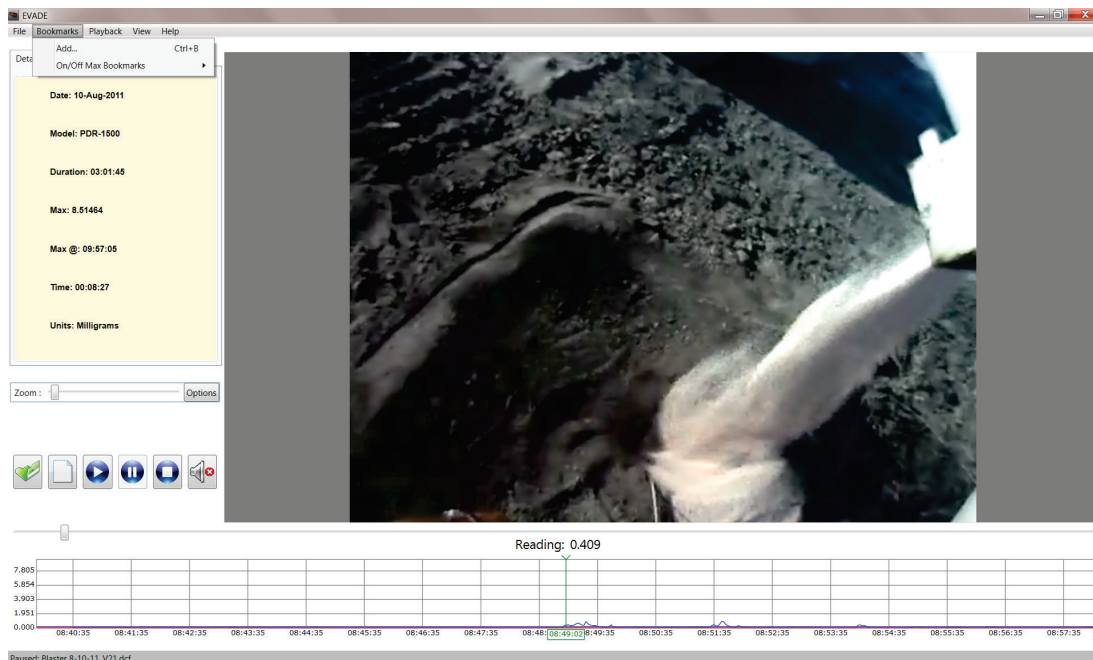 EVADE
File Bookmarks Playback View Help
Add... Ctrl+B
On/Off Max Bookmarks
Deta
Date: 10-Aug-2011
Model: PDR-1500
Duration: 03:01:45
Max: 8.51464
Max @: 09:57:05
Time: 00:08:27
Units: Milligrams
Zoom : Options
Reading: 0.409
7.805
5.854
3.903
1.951
0.000
08:40:35 08:41:35 08:42:35 08:43:35 08:44:35 08:45:35 08:46:35 08:47:35 08:48: 08:49:02 8:49:35 08:50:35 08:51:35 08:52:35 08:53:35 08:54:35 08:55:35 08:56:35 08:57:35
Paused: Blaster 8-10-11_V21.dcf